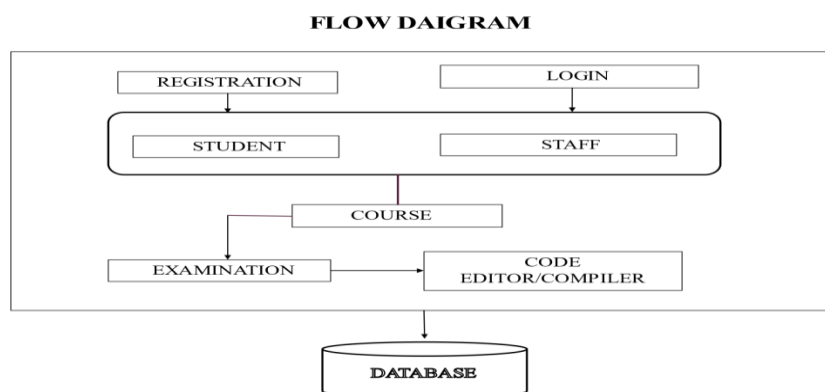 FLOW DAIGRAM
REGISTRATION
LOGIN
STUDENT
STAFF
COURSE
EXAMINATION
CODE
EDITOR/COMPILER
DATABASE